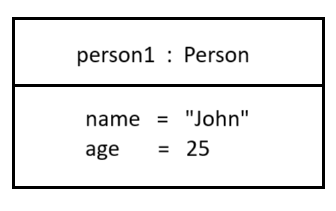 person1 : Person
name = "John"
age = 25